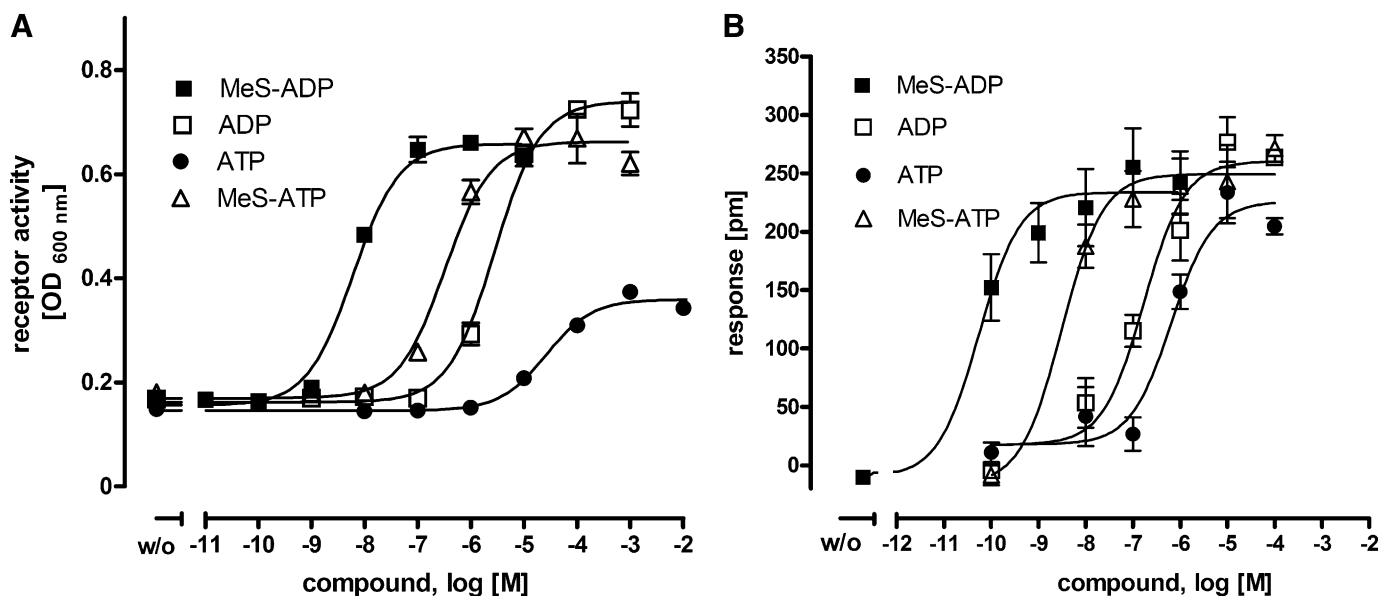 A
0.8
0.6
0.4
0.2
0
receptor activity
[OD 600 nm]
MeS-ADP
ADP
ATP
MeS-ATP
w/o -11 -10 -9 -8 -7 -6 -5 -4 -3 -2
compound, log [M]
B
350
300
250
200
150
100
50
0
response [pm]
MeS-ADP
ADP
ATP
MeS-ATP
w/o -12 -11 -10 -9 -8 -7 -6 -5 -4 -3 -2
compound, log [M]